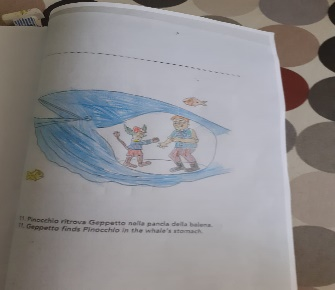 11. Pinocchio ritrova Geppetto nella pancia della balena.
11. Geppetto finds Pinocchio in the whale's stomach.